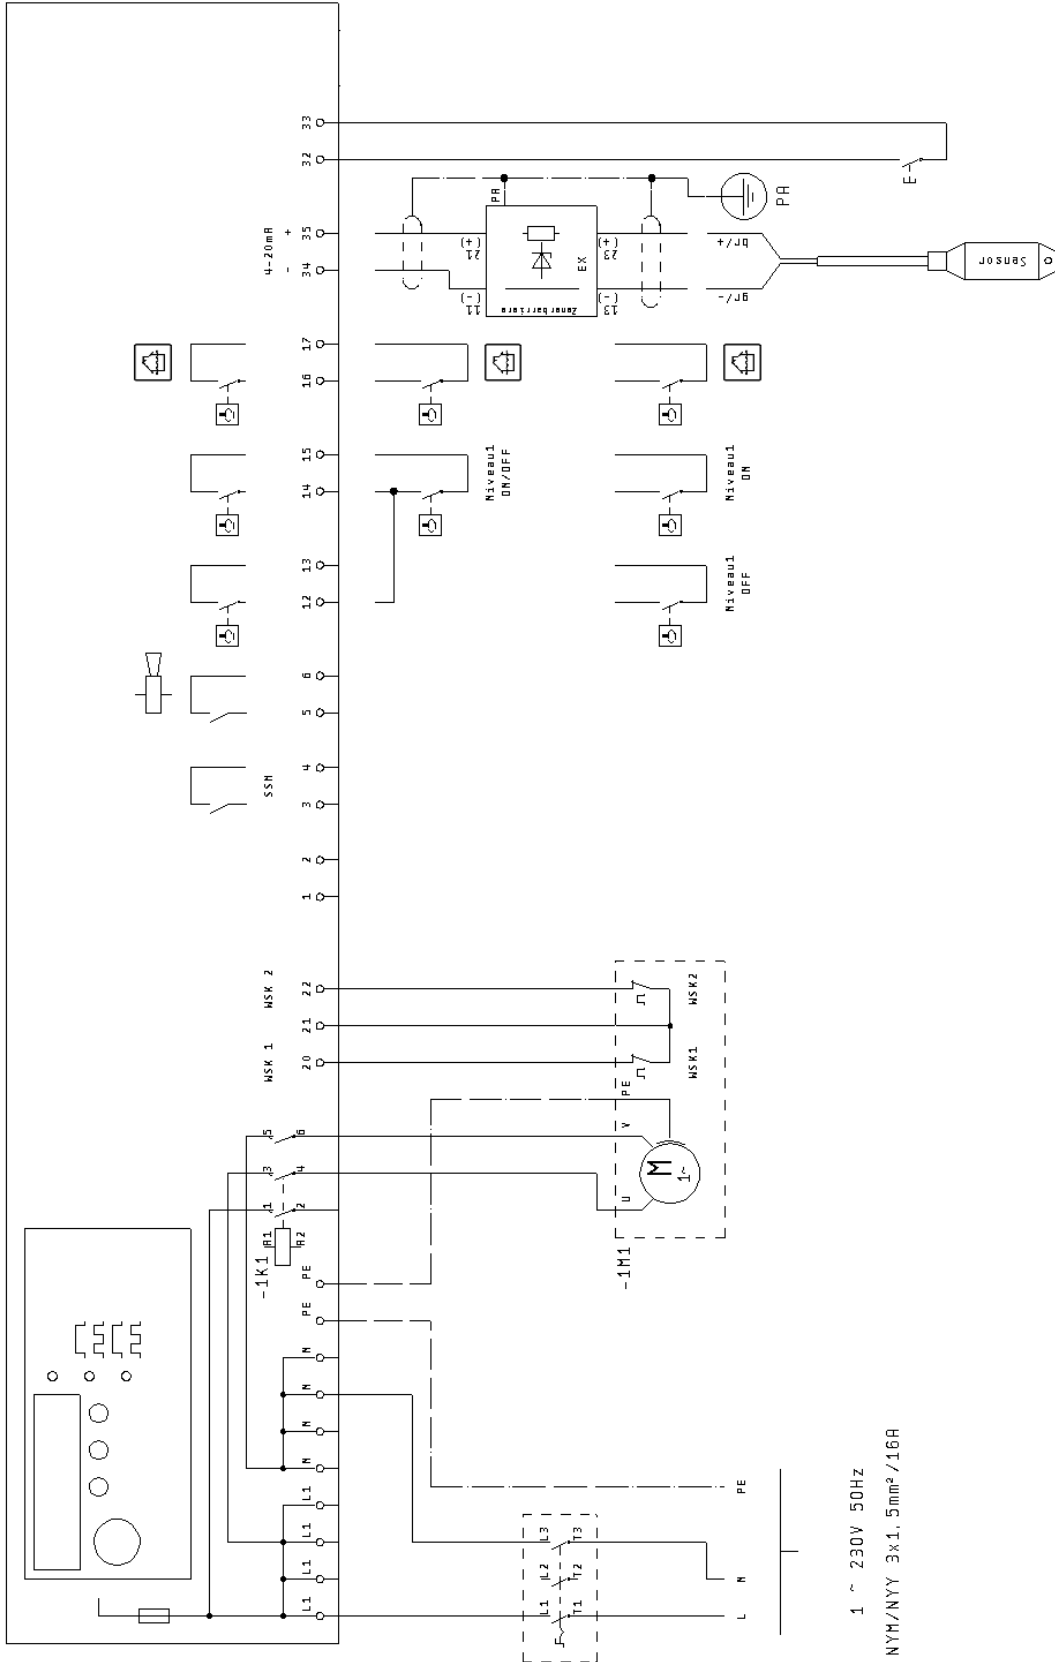 33
32
E
35
+
4-20mA
34
-
PA
PA
21
(+)
23
(+)
EX
br/+
gr/-
11
(-)
13
(-)
Zenerbarriere
Sensor
17
16
15
14
Niveau1
ON/OFF
Niveau1
ON
13
12
Niveau1
OFF
6
5
4
SSM
3
2
1
WSK 2
22
21
WSK 1
20
WSK2
WSK1
PE
V
U
M
1~
-1M1
5
6
3
4
1
2
A1
A2
-1K1
PE
PE
N
N
N
N
L1
L1
L1
L1
L3
T3
L2
T2
L1
T1
PE
N
L
1 ~ 230V 50Hz
NYM/NYY 3x1,5mm²/16A